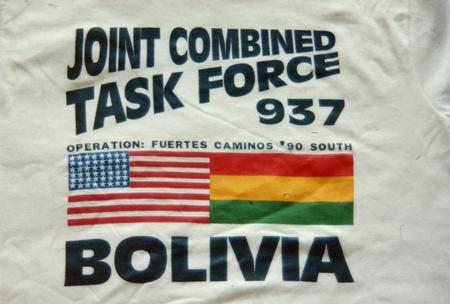 JOINT COMBINED
TASK FORCE
937
OPERATION: FUERTES CAMINOS '90 SOUTH
BOLIVIA